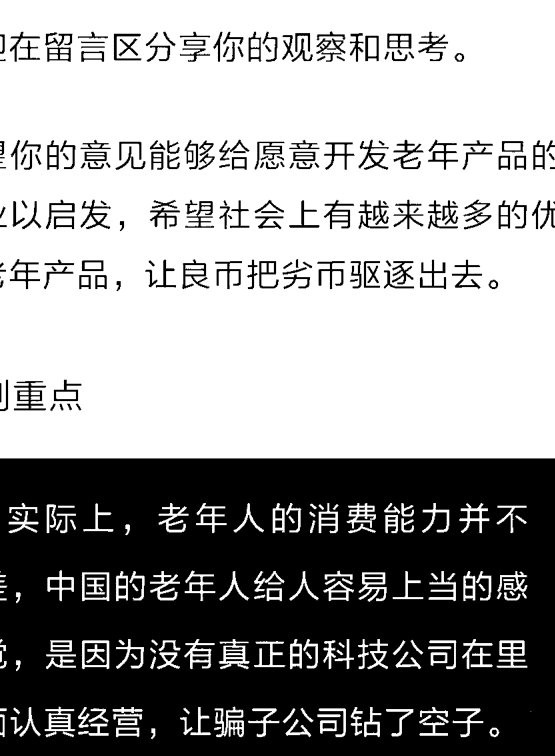 在留言区分享你的观察和思考。
你的意见能够给愿意开发老年产品的
以启发，希望社会上有越来越多的优
年产品，让良币把劣币驱逐出去。
重点
实际上，老年人的消费能力并不
差，中国的老年人给人容易上当的感
觉，是因为没有真正的科技公司在里
面认真经营，让骗子公司钻了空子。